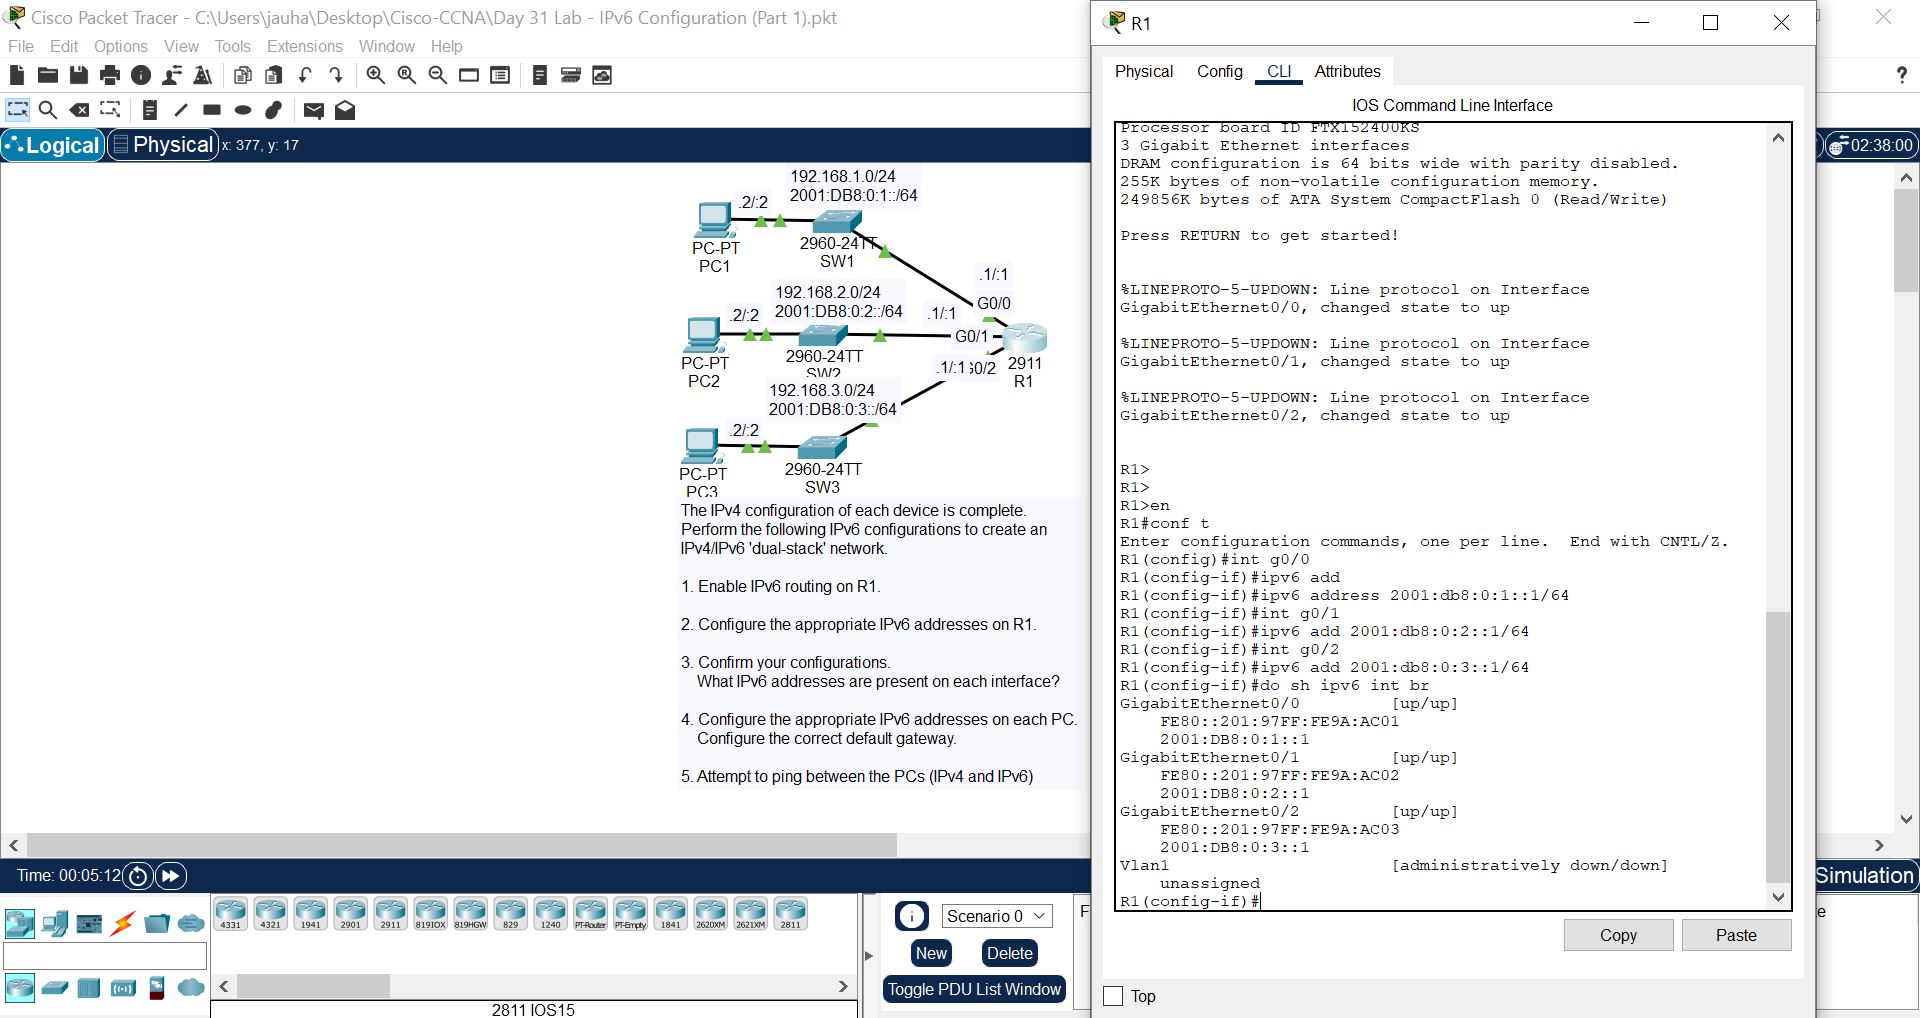 Cisco Packet Tracer - C:\Users\jauha\Desktop\Cisco-CCNA\Day 31 Lab - IPv6 Configuration (Part 1).pkt
File Edit Options View Tools Extensions Window Help
?
Logical
Physical
x: 377, y: 17
02:38:00
192.168.1.0/24
2001:DB8:0:1::/64
.2/:2
PC-PT
PC1
2960-24TT
SW1
.1/:1
G0/0
192.168.2.0/24
2001:DB8:0:2::/64
.2/:2
.1/:1
G0/1
PC-PT
PC2
2960-24TT
SW2
.1/:1
G0/2
2911
R1
192.168.3.0/24
2001:DB8:0:3::/64
.2/:2
PC-PT
PC3
2960-24TT
SW3
The IPv4 configuration of each device is complete.
Perform the following IPv6 configurations to create an
IPv4/IPv6 'dual-stack' network.
1. Enable IPv6 routing on R1.
2. Configure the appropriate IPv6 addresses on R1.
3. Confirm your configurations.
What IPv6 addresses are present on each interface?
4. Configure the appropriate IPv6 addresses on each PC.
Configure the correct default gateway.
5. Attempt to ping between the PCs (IPv4 and IPv6)
Time: 00:05:12
Simulation
4331 4321 1941 2901 2911 819IOX 819HGW 829 1240 PT-Router PT-Empty 1841 2620XM 2621XM 2811
2811 IOS15
Scenario 0
New
Delete
Toggle PDU List Window
F
e
R1
Physical Config CLI Attributes
IOS Command Line Interface
Processor board ID FTX152400KS
3 Gigabit Ethernet interfaces
DRAM configuration is 64 bits wide with parity disabled.
255K bytes of non-volatile configuration memory.
249856K bytes of ATA System CompactFlash 0 (Read/Write)
Press RETURN to get started!
%LINEPROTO-5-UPDOWN: Line protocol on Interface
GigabitEthernet0/0, changed state to up
%LINEPROTO-5-UPDOWN: Line protocol on Interface
GigabitEthernet0/1, changed state to up
%LINEPROTO-5-UPDOWN: Line protocol on Interface
GigabitEthernet0/2, changed state to up
R1>
R1>
R1>en
R1#conf t
Enter configuration commands, one per line. End with CNTL/Z.
R1(config)#int g0/0
R1(config-if)#ipv6 add
R1(config-if)#ipv6 address 2001:db8:0:1::1/64
R1(config-if)#int g0/1
R1(config-if)#ipv6 add 2001:db8:0:2::1/64
R1(config-if)#int g0/2
R1(config-if)#ipv6 add 2001:db8:0:3::1/64
R1(config-if)#do sh ipv6 int br
GigabitEthernet0/0 [up/up]
FE80::201:97FF:FE9A:AC01
2001:DB8:0:1::1
GigabitEthernet0/1 [up/up]
FE80::201:97FF:FE9A:AC02
2001:DB8:0:2::1
GigabitEthernet0/2 [up/up]
FE80::201:97FF:FE9A:AC03
2001:DB8:0:3::1
Vlan1 [administratively down/down]
unassigned
R1(config-if)#
Copy
Paste
Top